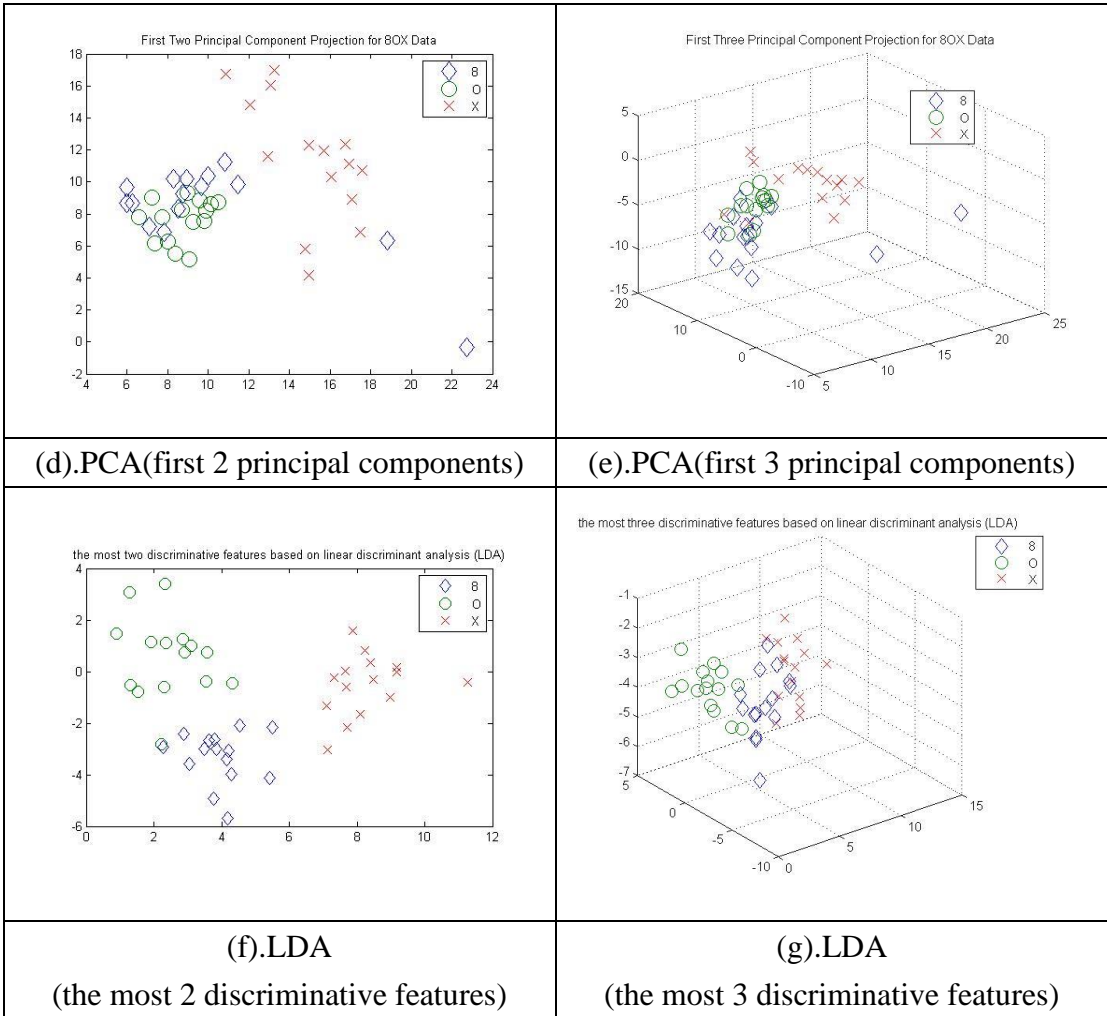 First Two Principal Component Projection for 8OX Data
18
16
14
12
10
8
6
4
2
0
-2
4 6 8 10 12 14 16 18 20 22 24
8
O
X
First Three Principal Component Projection for 8OX Data
5
0
-5
-10
-15
20
10
0
-10
5
10
15
20
25
8
O
X
(d).PCA(first 2 principal components)
(e).PCA(first 3 principal components)
the most two discriminative features based on linear discriminant analysis (LDA)
4
2
0
-2
-4
-6
0 2 4 6 8 10 12
8
O
X
the most three discriminative features based on linear discriminant analysis (LDA)
-1
-2
-3
-4
-5
-6
-7
5
0
-5
-10
0
5
10
15
8
O
X
(f).LDA
(the most 2 discriminative features)
(g).LDA
(the most 3 discriminative features)